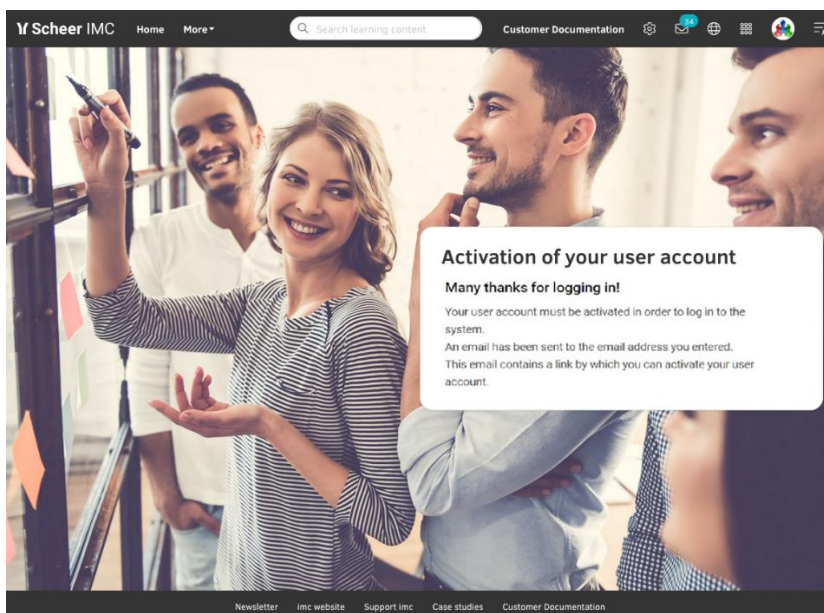 Scheer IMC Home More Search learning content Customer Documentation 34
Activation of your user account
Many thanks for logging in!
Your user account must be activated in order to log in to the
system.
An email has been sent to the email address you entered.
This email contains a link by which you can activate your user
account.
Newsletter imc website Support imc Case studies Customer Documentation